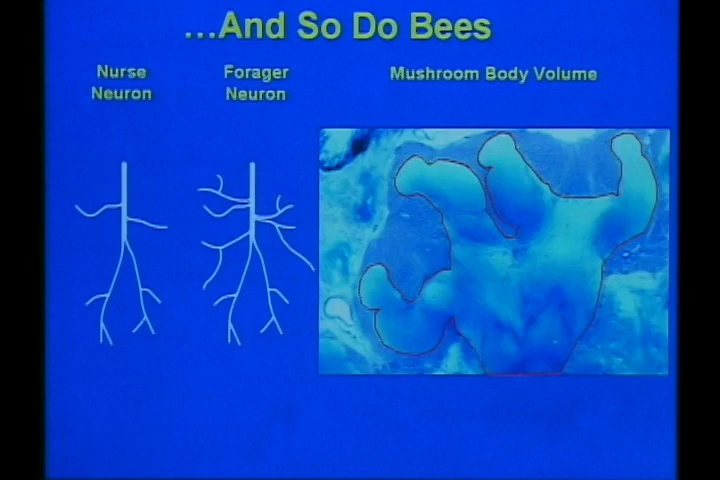 ...And So Do Bees
Nurse
Neuron
Forager
Neuron
Mushroom Body Volume